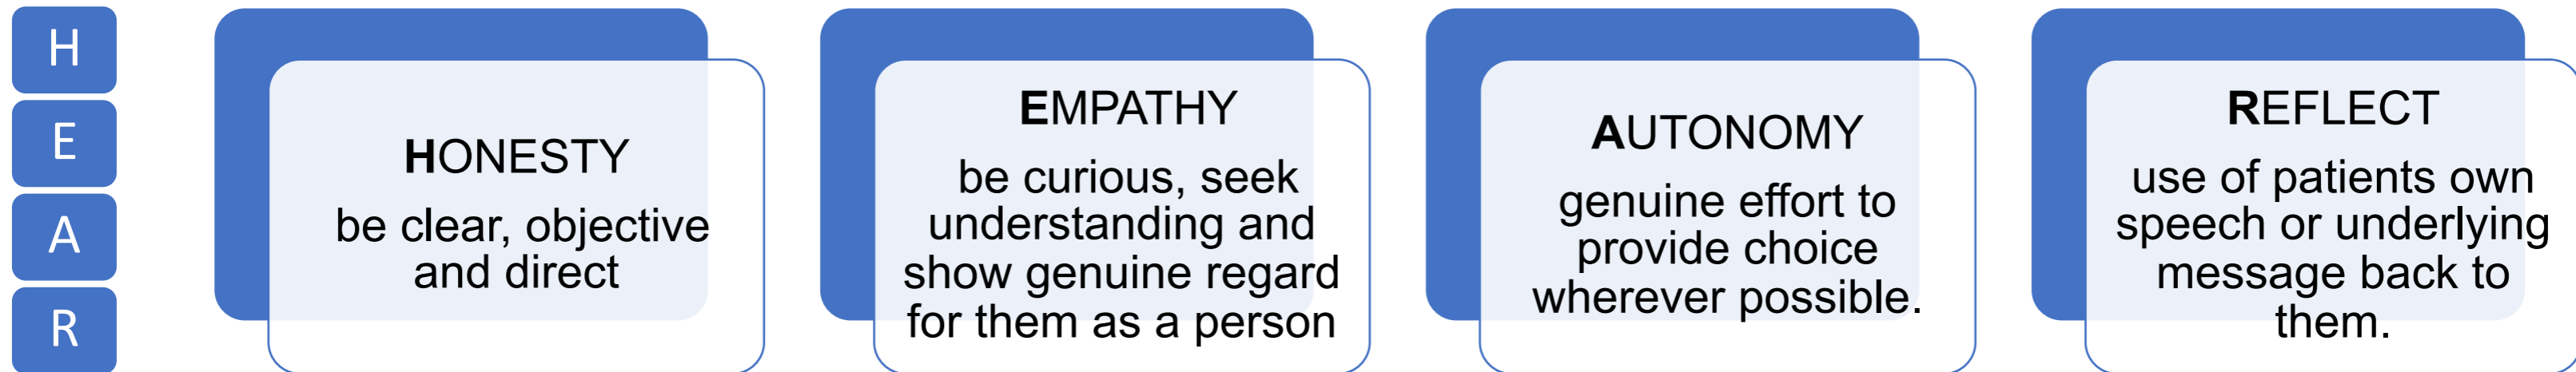 H
E
A
R
HONESTY
be clear, objective
and direct
EMPATHY
be curious, seek
understanding and
show genuine regard
for them as a person
AUTONOMY
genuine effort to
provide choice
wherever possible.
REFLECT
use of patients own
speech or underlying
message back to
them.